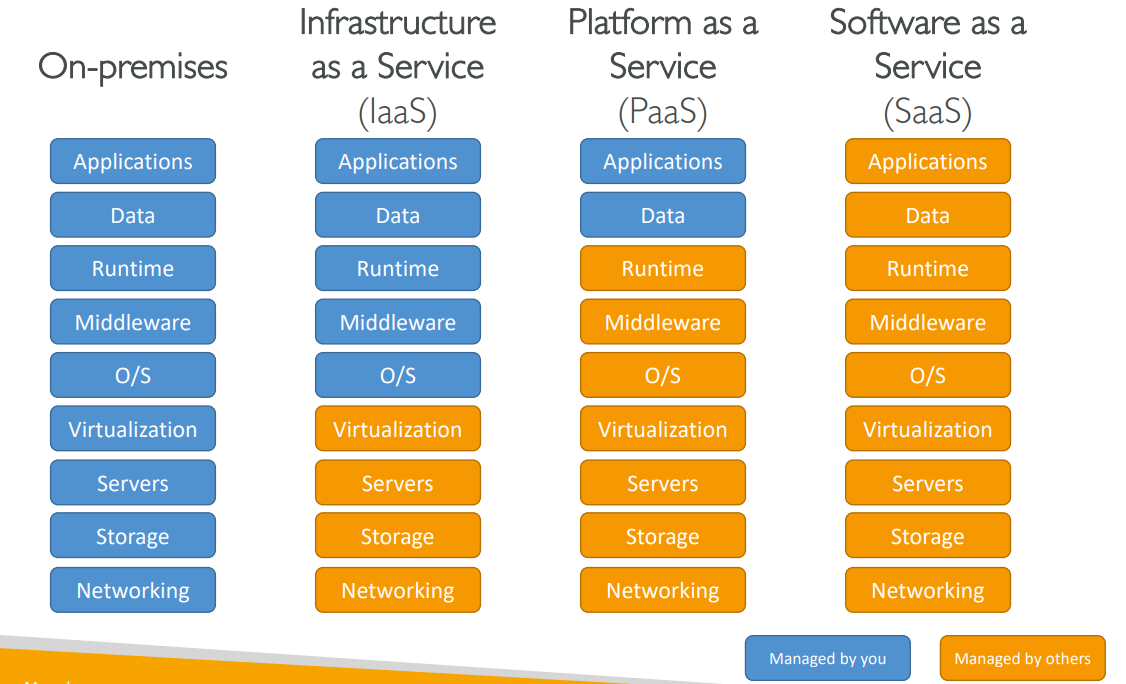 On-premises
Infrastructure
as a Service
(IaaS)
Platform as a
Service
(PaaS)
Software as a
Service
(SaaS)
Applications
Data
Runtime
Middleware
O/S
Virtualization
Servers
Storage
Networking
Applications
Data
Runtime
Middleware
O/S
Virtualization
Servers
Storage
Networking
Applications
Data
Runtime
Middleware
O/S
Virtualization
Servers
Storage
Networking
Applications
Data
Runtime
Middleware
O/S
Virtualization
Servers
Storage
Networking
Managed by you
Managed by others